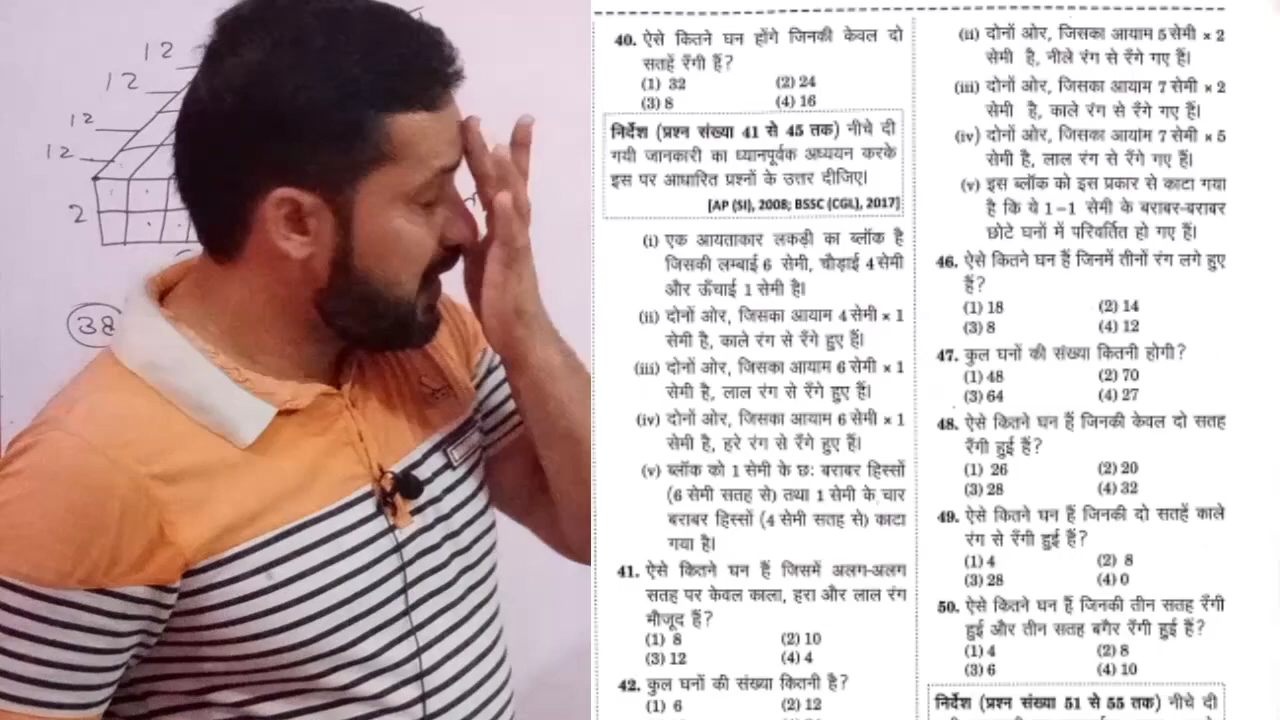 12
12
12
12
2
38
40. ऐसे कितने घन होंगे जिनकी केवल दो
सतहें रँगी हैं?
(1) 32 (2) 24
(3) 8 (4) 16
निर्देश (प्रश्न संख्या 41 से 45 तक) नीचे दी
गयी जानकारी का ध्यानपूर्वक अध्ययन करके
इस पर आधारित प्रश्नों के उत्तर दीजिए।
[AP (SI), 2008; BSSC (CGL), 2017]
(i) एक आयताकार लकड़ी का ब्लॉक है
जिसकी लम्बाई 6 सेमी, चौड़ाई 4 सेमी
और ऊँचाई 1 सेमी है।
(ii) दोनों ओर, जिसका आयाम 4 सेमी × 1
सेमी है, काले रंग से रँगे हुए हैं।
(iii) दोनों ओर, जिसका आयाम 6 सेमी × 1
सेमी है, लाल रंग से रँगे हुए हैं।
(iv) दोनों ओर, जिसका आयाम 6 सेमी × 1
सेमी है, हरे रंग से रँगे हुए हैं।
(v) ब्लॉक को 1 सेमी के छः बराबर हिस्सों
(6 सेमी सतह से) तथा 1 सेमी के चार
बराबर हिस्सों (4 सेमी सतह से) काटा
गया है।
41. ऐसे कितने घन हैं जिसमें अलग-अलग
सतह पर केवल काला, हरा और लाल रंग
मौजूद हैं?
(1) 8 (2) 10
(3) 12 (4) 4
42. कुल घनों की संख्या कितनी है?
(1) 6 (2) 12
(ii) दोनों ओर, जिसका आयाम 5 सेमी × 2
सेमी है, नीले रंग से रँगे गए हैं।
(iii) दोनों ओर, जिसका आयाम 7 सेमी × 2
सेमी है, काले रंग से रँगे गए हैं।
(iv) दोनों ओर, जिसका आयाम 7 सेमी × 5
सेमी है, लाल रंग से रँगे गए हैं।
(v) इस ब्लॉक को इस प्रकार से काटा गया
है कि ये 1-1 सेमी के बराबर-बराबर
छोटे घनों में परिवर्तित हो गए हैं।
46. ऐसे कितने घन हैं जिनमें तीनों रंग लगे हुए
हैं?
(1) 18 (2) 14
(3) 8 (4) 12
47. कुल घनों की संख्या कितनी होगी?
(1) 48 (2) 70
(3) 64 (4) 27
48. ऐसे कितने घन हैं जिनकी केवल दो सतह
रँगी हुई हैं?
(1) 26 (2) 20
(3) 28 (4) 32
49. ऐसे कितने घन हैं जिनकी दो सतहें काले
रंग से रँगी हुई हैं?
(1) 4 (2) 8
(3) 28 (4) 0
50. ऐसे कितने घन हैं जिनकी तीन सतह रँगी
हुई और तीन सतह बगैर रँगी हुई हैं?
(1) 4 (2) 8
(3) 6 (4) 10
निर्देश (प्रश्न संख्या 51 से 55 तक) नीचे दी